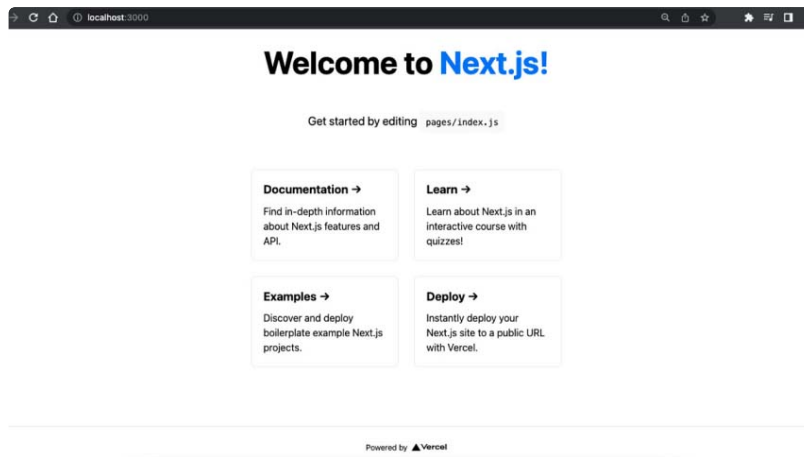 localhost:3000
Welcome to Next.js!
Get started by editing pages/index.js
Documentation →
Find in-depth information
about Next.js features and
API.
Learn →
Learn about Next.js in an
interactive course with
quizzes!
Examples →
Discover and deploy
boilerplate example Next.js
projects.
Deploy →
Instantly deploy your
Next.js site to a public URL
with Vercel.
Powered by ▲Vercel